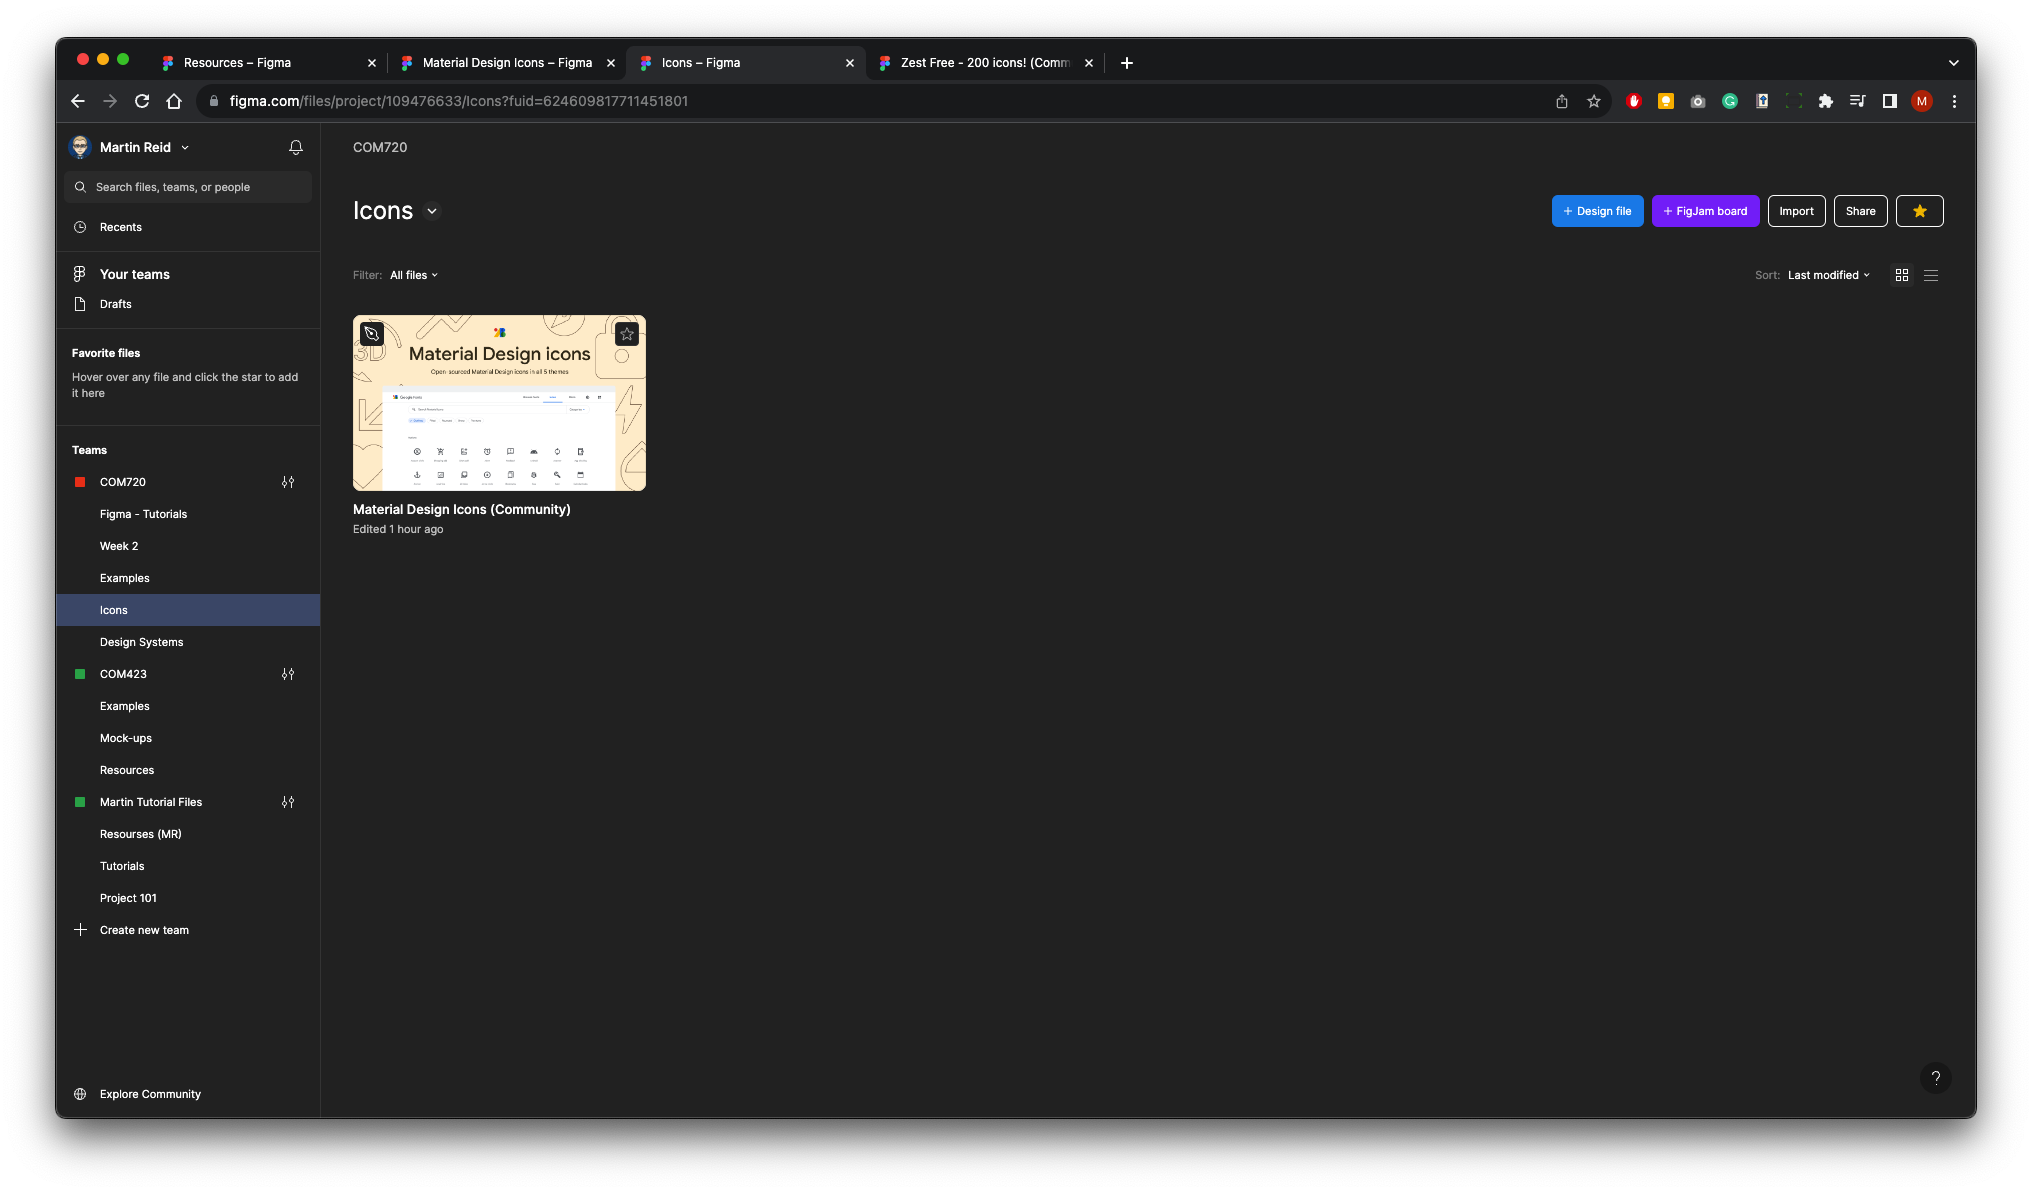 Resources – Figma
Material Design Icons – Figma
Icons – Figma
Zest Free - 200 icons! (Comm
figma.com/files/project/109476633/Icons?fuid=624609817711451801
M
Martin Reid
Search files, teams, or people
Recents
Your teams
Drafts
Favorite files
Hover over any file and click the star to add
it here
Teams
COM720
Figma - Tutorials
Week 2
Examples
Icons
Design Systems
COM423
Examples
Mock-ups
Resources
Martin Tutorial Files
Resourses (MR)
Tutorials
Project 101
Create new team
Explore Community
COM720
Icons
+ Design file
+ FigJam board
Import
Share
Filter: All files
Sort: Last modified
3D
Material Design icons
Open-sourced Material Design icons in all 5 themes
Google Fonts
Material Design Icons (Community)
Edited 1 hour ago
?